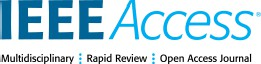 IEEE Access®
Multidisciplinary ⋮ Rapid Review ⋮ Open Access Journal